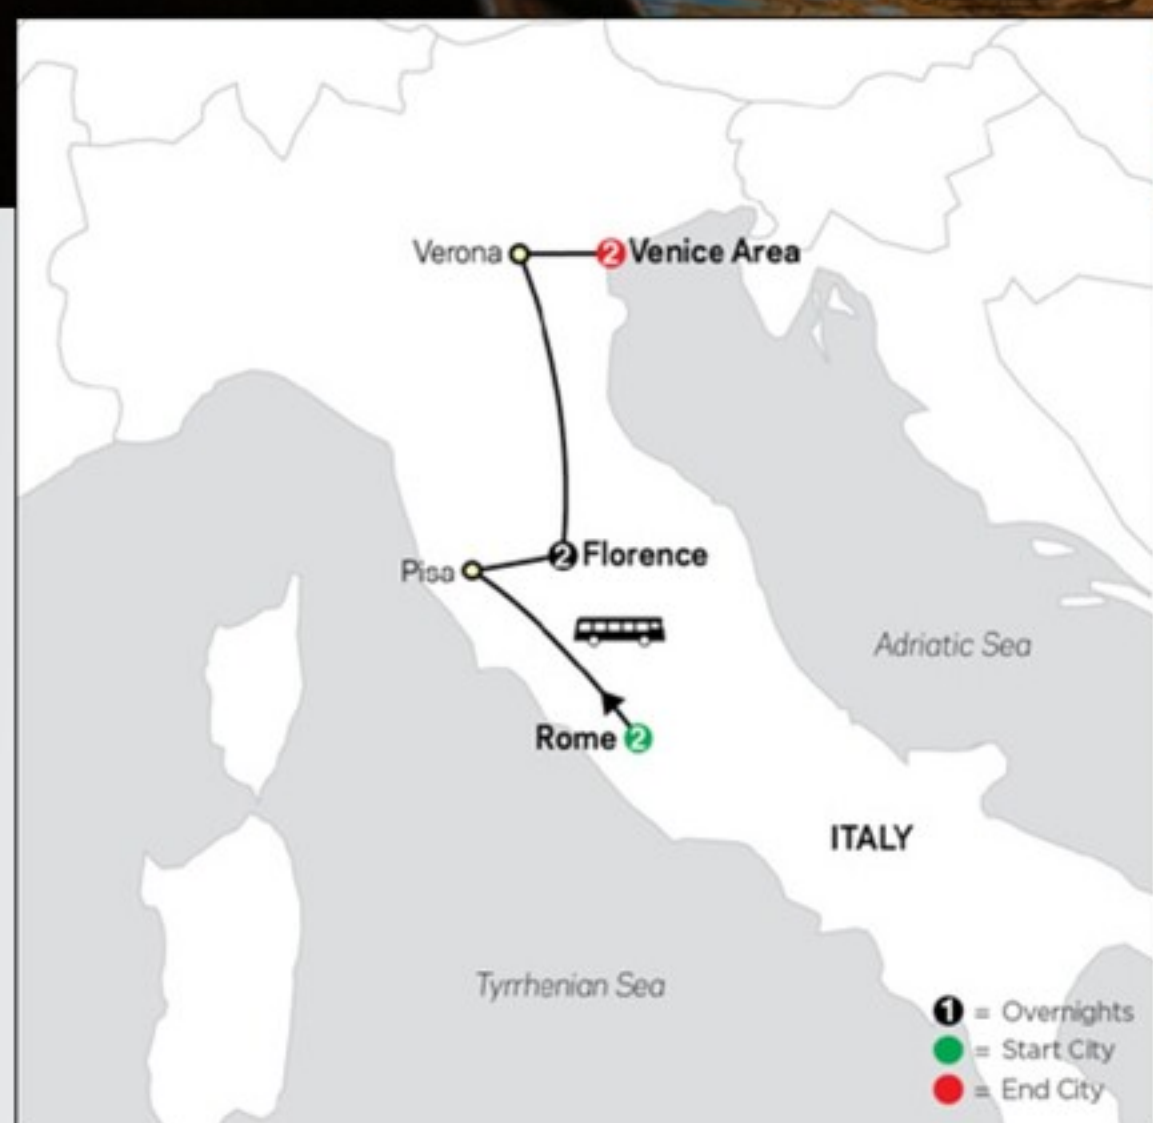 Verona
2 Venice Area
2 Florence
Pisa
Adriatic Sea
Rome 2
ITALY
Tyrrhenian Sea
1 = Overnights
= Start City
= End City